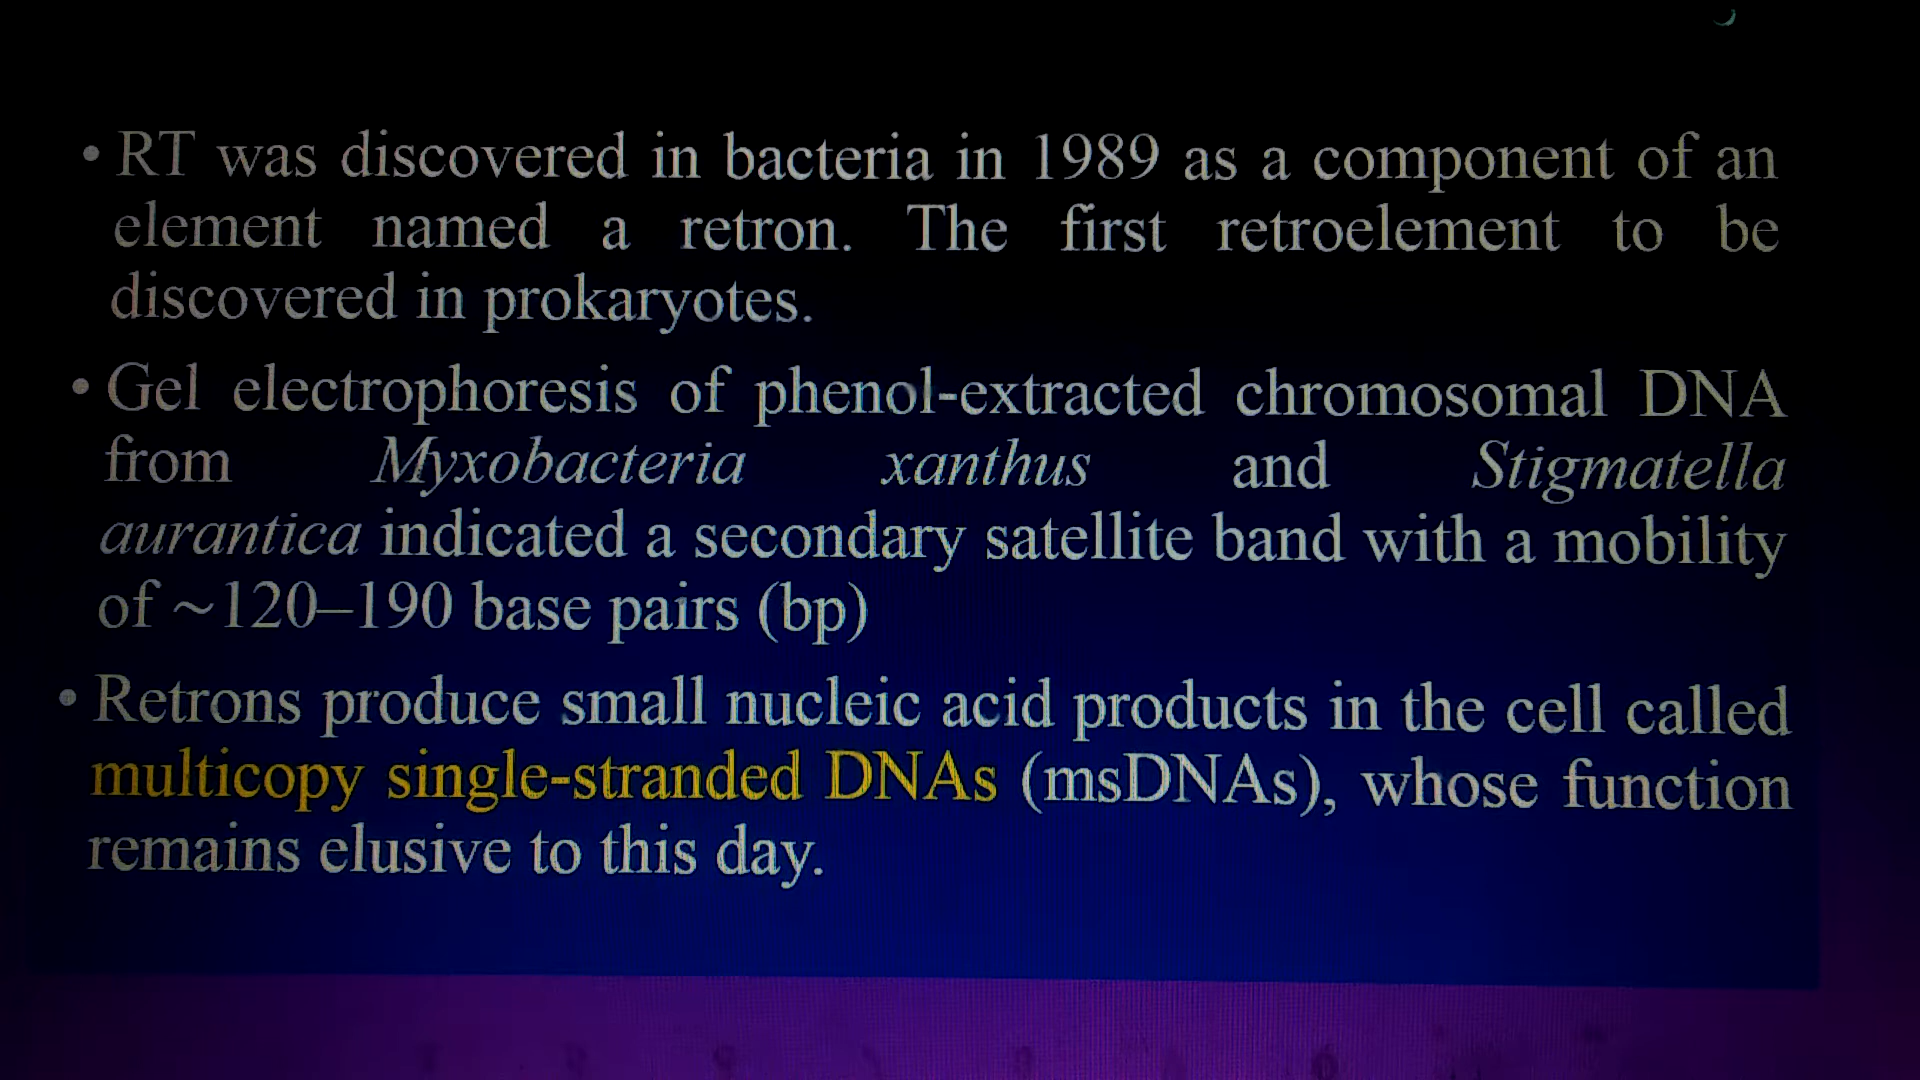 • RT was discovered in bacteria in 1989 as a component of an
element named a retron. The first retroelement to be
discovered in prokaryotes.
• Gel electrophoresis of phenol-extracted chromosomal DNA
from Myxobacteria xanthus and Stigmatella
aurantica indicated a secondary satellite band with a mobility
of ~120–190 base pairs (bp)
• Retrons produce small nucleic acid products in the cell called
multicopy single-stranded DNAs (msDNAs), whose function
remains elusive to this day.